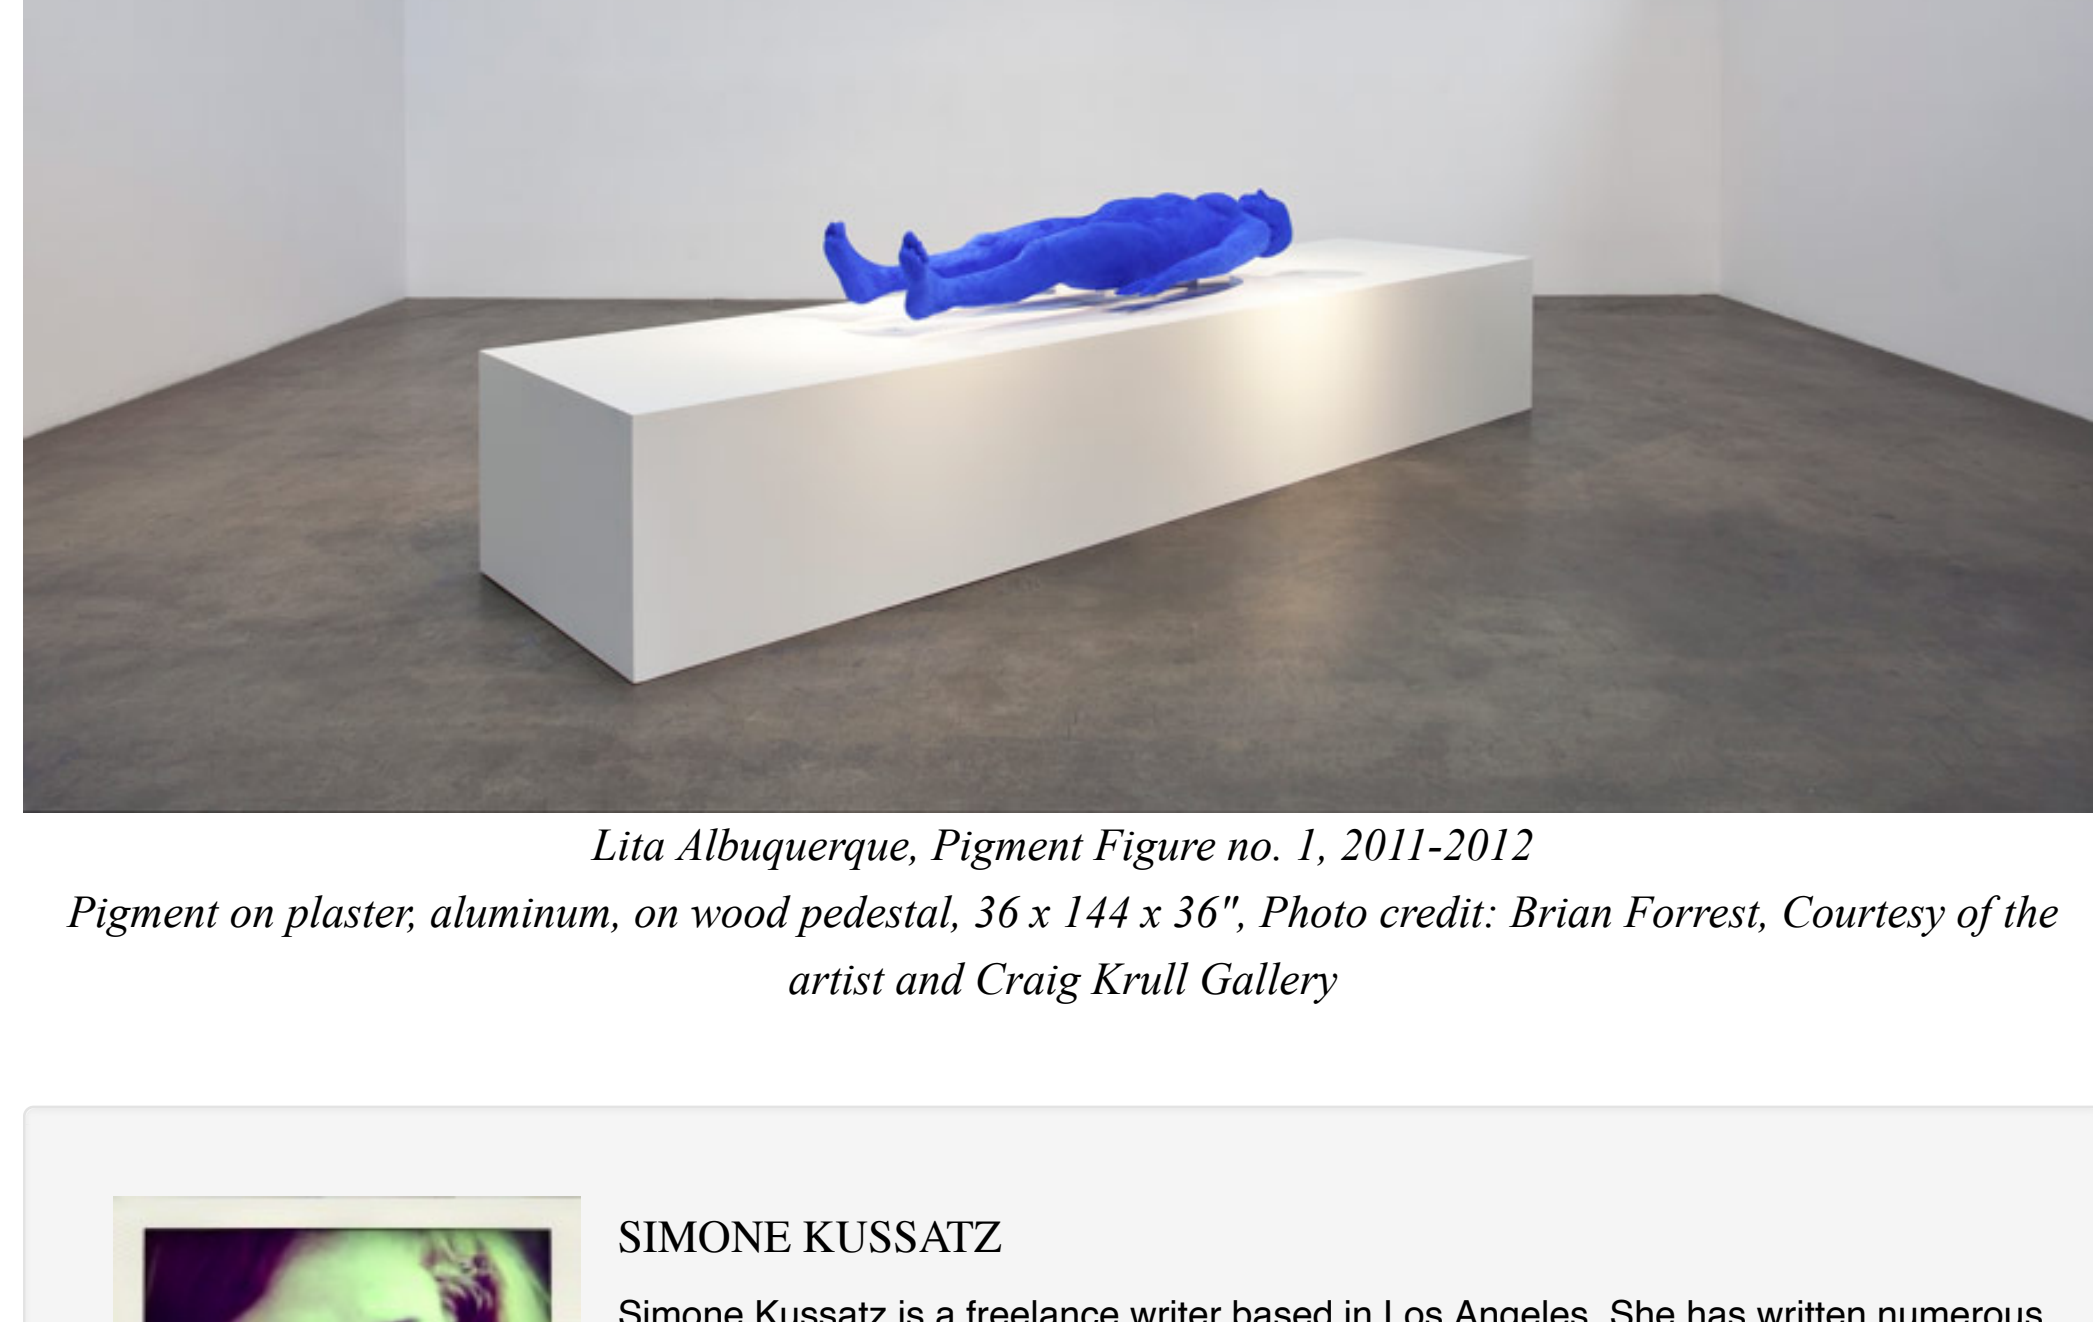 Lita Albuquerque, Pigment Figure no. 1, 2011-2012
Pigment on plaster, aluminum, on wood pedestal, 36 x 144 x 36", Photo credit: Brian Forrest, Courtesy of the
artist and Craig Krull Gallery
SIMONE KUSSATZ
Simone Kussatz is a freelance writer based in Los Angeles. She has written numerous